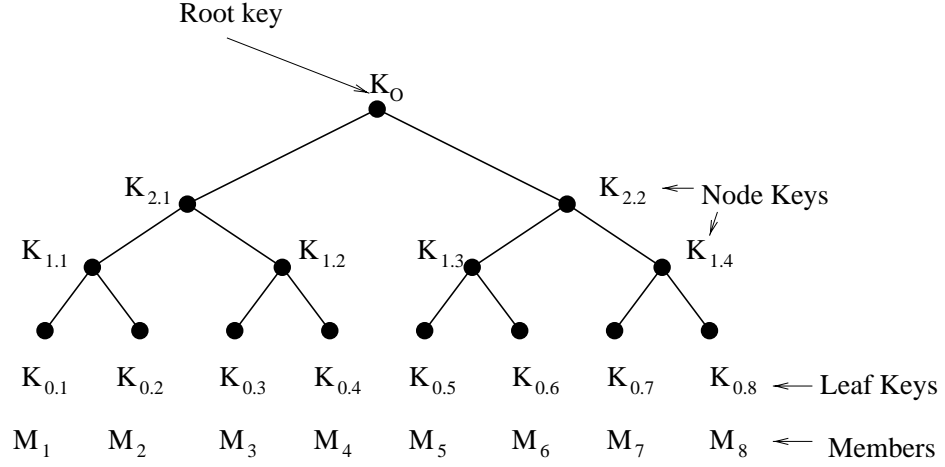 Root key
K_O
K_2.1 K_2.2 Node Keys
K_1.1 K_1.2 K_1.3 K_1.4
K_0.1 K_0.2 K_0.3 K_0.4 K_0.5 K_0.6 K_0.7 K_0.8 Leaf Keys
M_1 M_2 M_3 M_4 M_5 M_6 M_7 M_8 Members